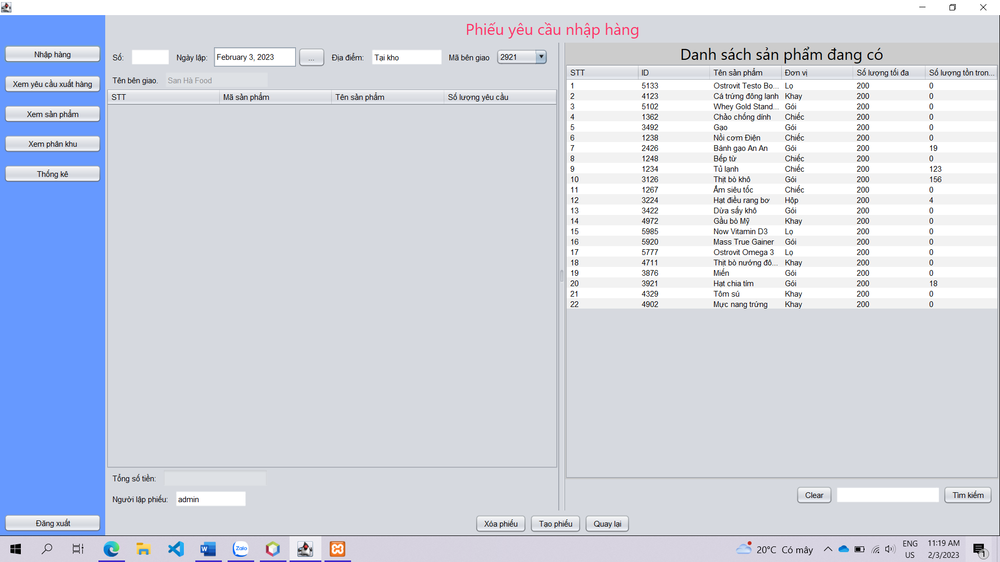 Phiếu yêu cầu nhập hàng
Nhập hàng
Xem yêu cầu xuất hàng
Xem sản phẩm
Xem phân khu
Thống kê
Đăng xuất
Số: Ngày lập: February 3, 2023 ... Địa điểm: Tại kho Mã bên giao 2921
Tên bên giao. San Hà Food
STT Mã sản phẩm Tên sản phẩm Số lượng yêu cầu
Tổng số tiền:
Người lập phiếu: admin
Danh sách sản phẩm đang có
STT ID Tên sản phẩm Đơn vị Số lượng tối đa Số lượng tồn tron...
1 5133 Ostrovit Testo Bo... Lọ 200 0
2 4123 Cá trứng đông lạnh Khay 200 0
3 5102 Whey Gold Stand... Gói 200 0
4 1362 Chảo chống dính Chiếc 200 0
5 3492 Gạo Gói 200 0
6 1238 Nồi cơm Điện Chiếc 200 0
7 2426 Bánh gạo An An Gói 200 19
8 1248 Bếp từ Chiếc 200 0
9 1234 Tủ lạnh Chiếc 200 123
10 3126 Thịt bò khô Gói 200 156
11 1267 Ấm siêu tốc Chiếc 200 0
12 3224 Hạt điều rang bơ Hộp 200 4
13 3422 Dừa sấy khô Gói 200 0
14 4972 Gầu bò Mỹ Khay 200 0
15 5985 Now Vitamin D3 Lọ 200 0
16 5920 Mass True Gainer Gói 200 0
17 5777 Ostrovit Omega 3 Lọ 200 0
18 4711 Thịt bò nướng đô... Khay 200 0
19 3876 Miến Gói 200 0
20 3921 Hạt chia tím Gói 200 18
21 4329 Tôm sú Khay 200 0
22 4902 Mực nang trứng Khay 200 0
Clear Tìm kiếm
Xóa phiếu Tạo phiếu Quay lại
Zalo
20°C Có mây
ENG
US
11:19 AM
2/3/2023
1